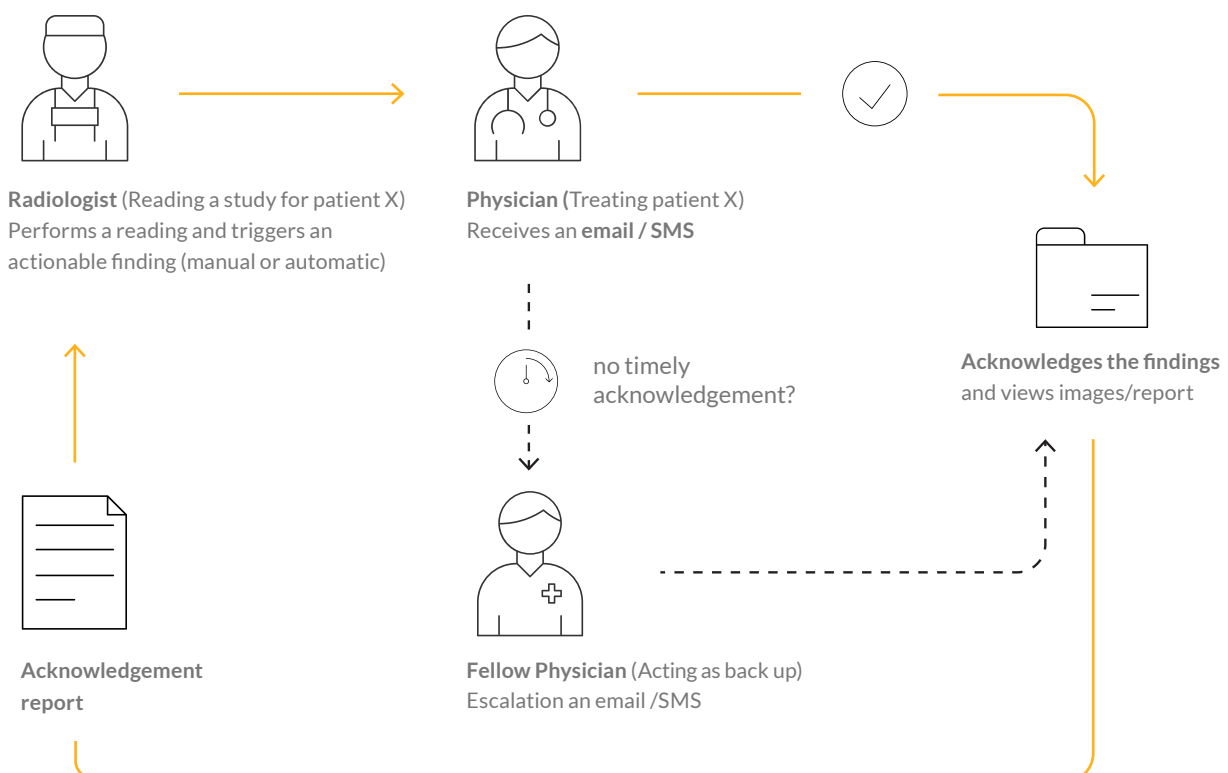 Radiologist (Reading a study for patient X)
Performs a reading and triggers an
actionable finding (manual or automatic)
Physician (Treating patient X)
Receives an email / SMS
no timely
acknowledgement?
Acknowledges the findings
and views images/report
Acknowledgement
report
Fellow Physician (Acting as back up)
Escalation an email /SMS